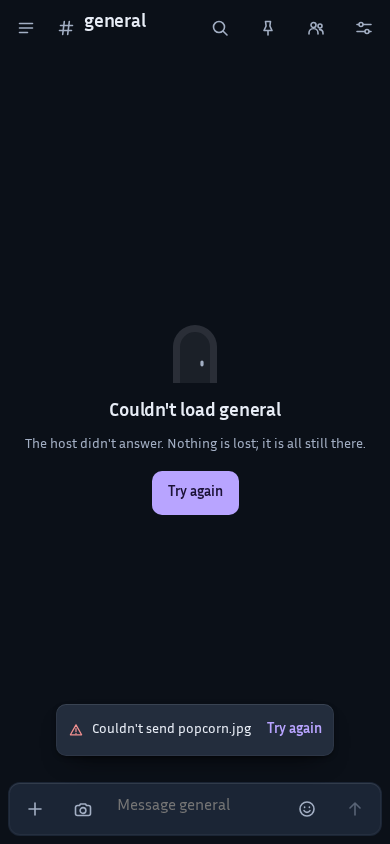 # general
Couldn't load general
The host didn't answer. Nothing is lost; it is all still there.
Try again
Couldn't send popcorn.jpg Try again
Message general